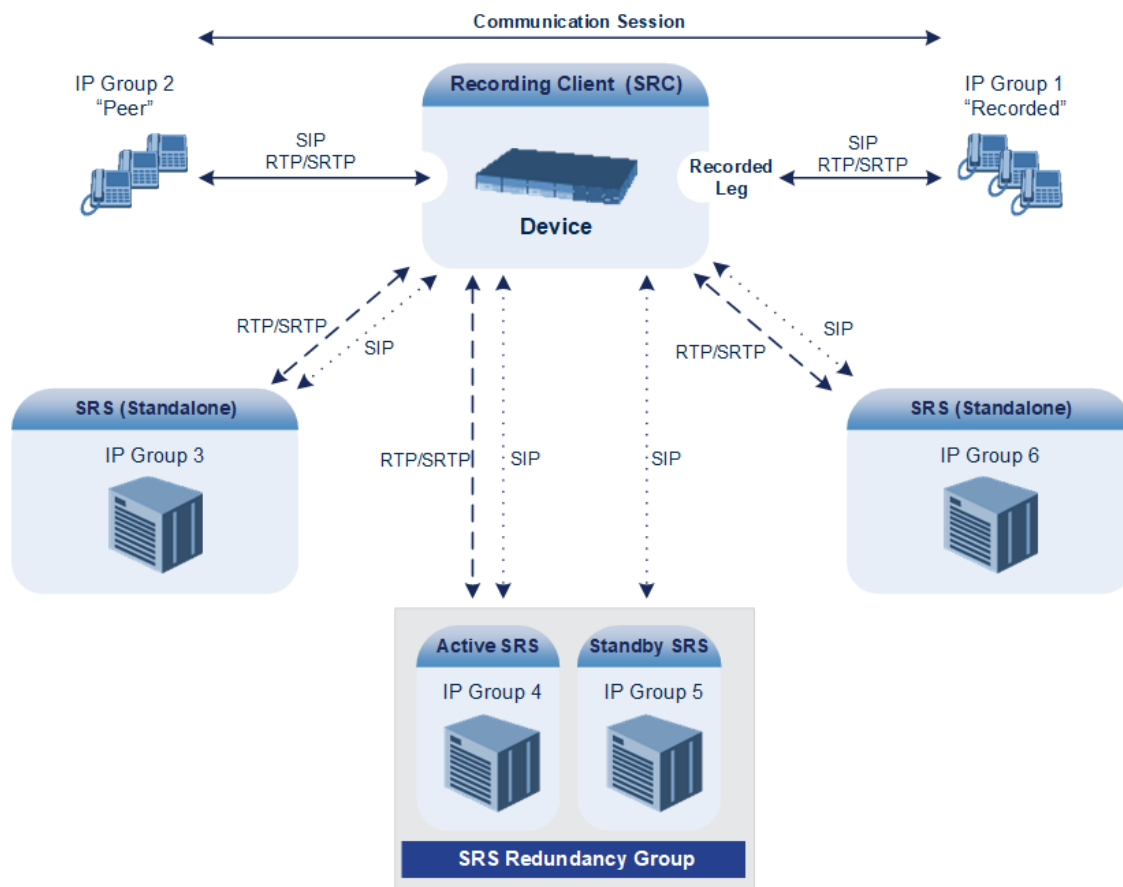 Communication Session
IP Group 2
“Peer”
Recording Client (SRC)
IP Group 1
“Recorded”
SIP
RTP/SRTP
Recorded
Leg
SIP
RTP/SRTP
Device
RTP/SRTP
SIP
SIP
RTP/SRTP
SRS (Standalone)
IP Group 3
RTP/SRTP
SIP
SIP
SRS (Standalone)
IP Group 6
Active SRS
IP Group 4
Standby SRS
IP Group 5
SRS Redundancy Group